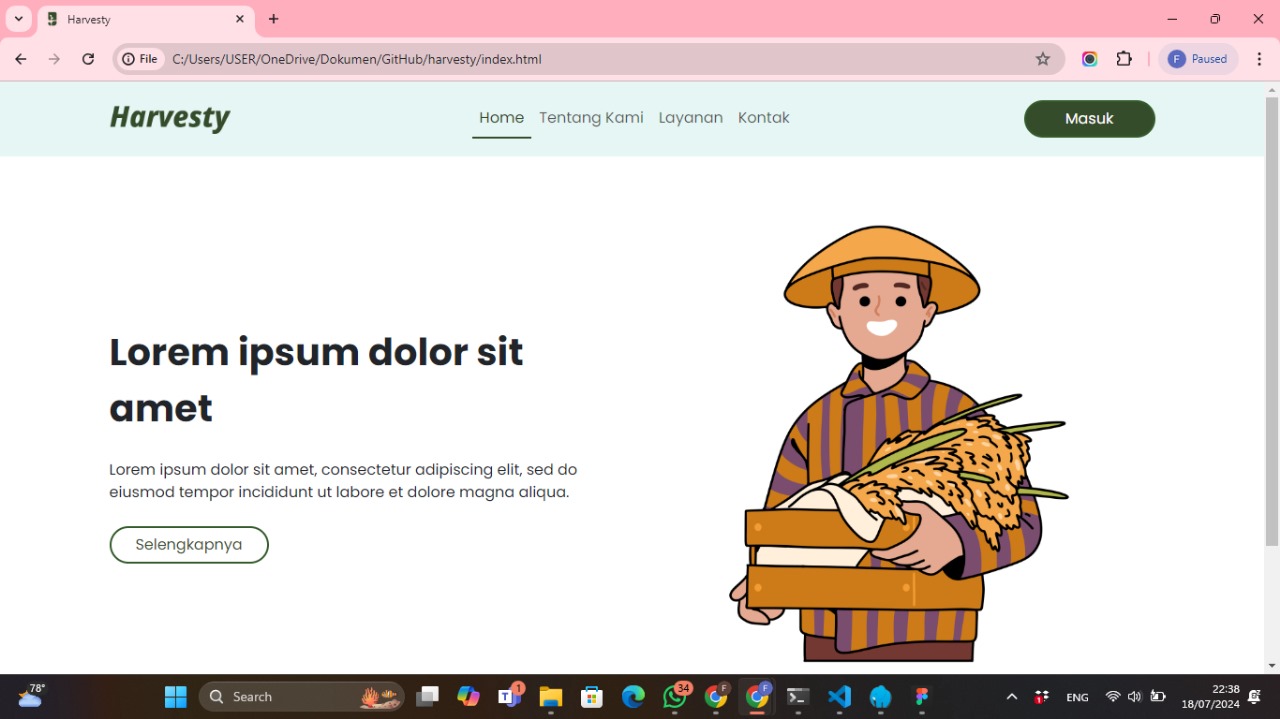 Harvesty
File C:/Users/USER/OneDrive/Dokumen/GitHub/harvesty/index.html F Paused
Harvesty Home Tentang Kami Layanan Kontak Masuk
Lorem ipsum dolor sit
amet
Lorem ipsum dolor sit amet, consectetur adipiscing elit, sed do
eiusmod tempor incididunt ut labore et dolore magna aliqua.
Selengkapnya
78° Search 1 34 F F 1 ENG 22:38
18/07/2024